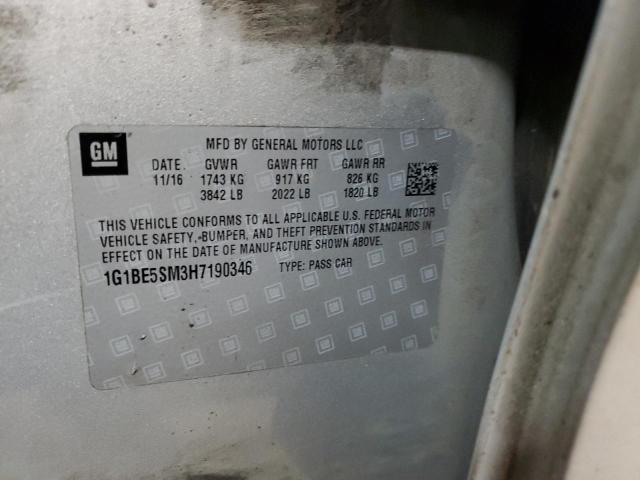 GM
MFD BY GENERAL MOTORS LLC
DATE GVWR GAWR FRT GAWR RR
11/16 1743 KG 917 KG 826 KG
3842 LB 2022 LB 1820 LB
THIS VEHICLE CONFORMS TO ALL APPLICABLE U.S. FEDERAL MOTOR
VEHICLE SAFETY, BUMPER, AND THEFT PREVENTION STANDARDS IN
EFFECT ON THE DATE OF MANUFACTURE SHOWN ABOVE.
1G1BE5SM3H7190346 TYPE: PASS CAR